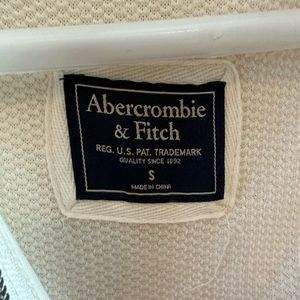 Abercrombie
& Fitch
REG. U.S. PAT. TRADEMARK
QUALITY SINCE 1892
S
MADE IN CHINA